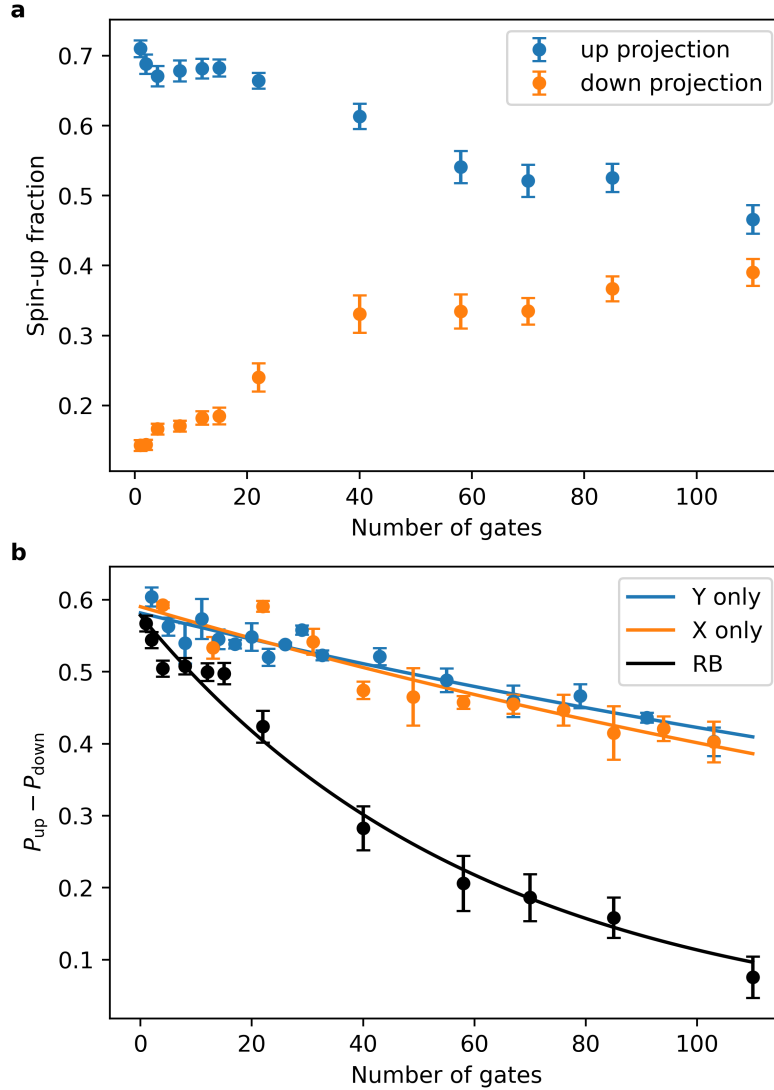 a
0.7
0.6
0.5
0.4
0.3
0.2
Spin-up fraction
up projection
down projection
0 20 40 60 80 100
Number of gates
b
0.6
0.5
0.4
0.3
0.2
0.1
P_up − P_down
Y only
X only
RB
0 20 40 60 80 100
Number of gates